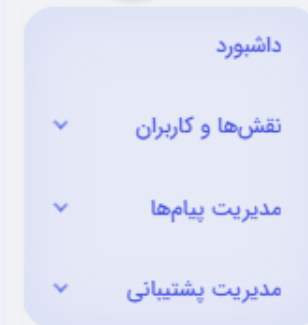 داشبورد
نقش‌ها و کاربران
مدیریت پیام‌ها
مدیریت پشتیبانی